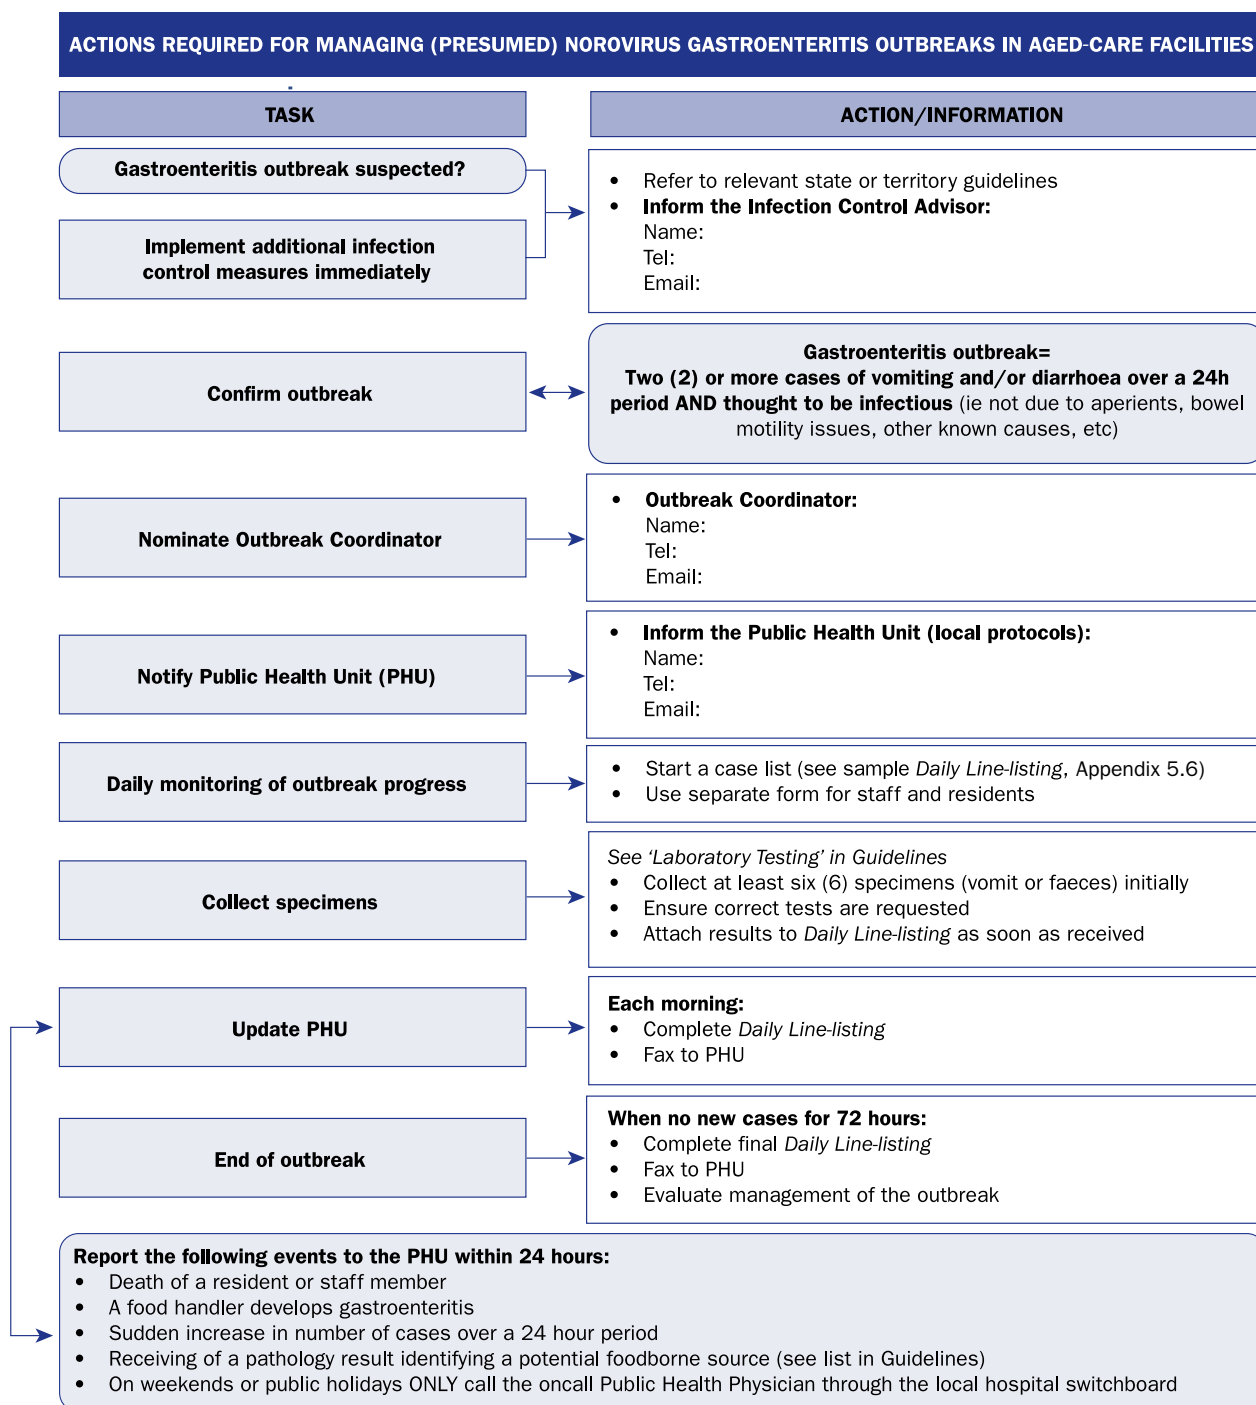 ACTIONS REQUIRED FOR MANAGING (PRESUMED) NOROVIRUS GASTROENTERITIS OUTBREAKS IN AGED-CARE FACILITIES
TASK
ACTION/INFORMATION
Gastroenteritis outbreak suspected?
Implement additional infection
control measures immediately
• Refer to relevant state or territory guidelines
• Inform the Infection Control Advisor:
Name:
Tel:
Email:
Confirm outbreak
Gastroenteritis outbreak=
Two (2) or more cases of vomiting and/or diarrhoea over a 24h
period AND thought to be infectious (ie not due to aperients, bowel
motility issues, other known causes, etc)
Nominate Outbreak Coordinator
• Outbreak Coordinator:
Name:
Tel:
Email:
Notify Public Health Unit (PHU)
• Inform the Public Health Unit (local protocols):
Name:
Tel:
Email:
Daily monitoring of outbreak progress
• Start a case list (see sample Daily Line-listing, Appendix 5.6)
• Use separate form for staff and residents
Collect specimens
See ‘Laboratory Testing’ in Guidelines
• Collect at least six (6) specimens (vomit or faeces) initially
• Ensure correct tests are requested
• Attach results to Daily Line-listing as soon as received
Update PHU
Each morning:
• Complete Daily Line-listing
• Fax to PHU
End of outbreak
When no new cases for 72 hours:
• Complete final Daily Line-listing
• Fax to PHU
• Evaluate management of the outbreak
Report the following events to the PHU within 24 hours:
• Death of a resident or staff member
• A food handler develops gastroenteritis
• Sudden increase in number of cases over a 24 hour period
• Receiving of a pathology result identifying a potential foodborne source (see list in Guidelines)
• On weekends or public holidays ONLY call the oncall Public Health Physician through the local hospital switchboard